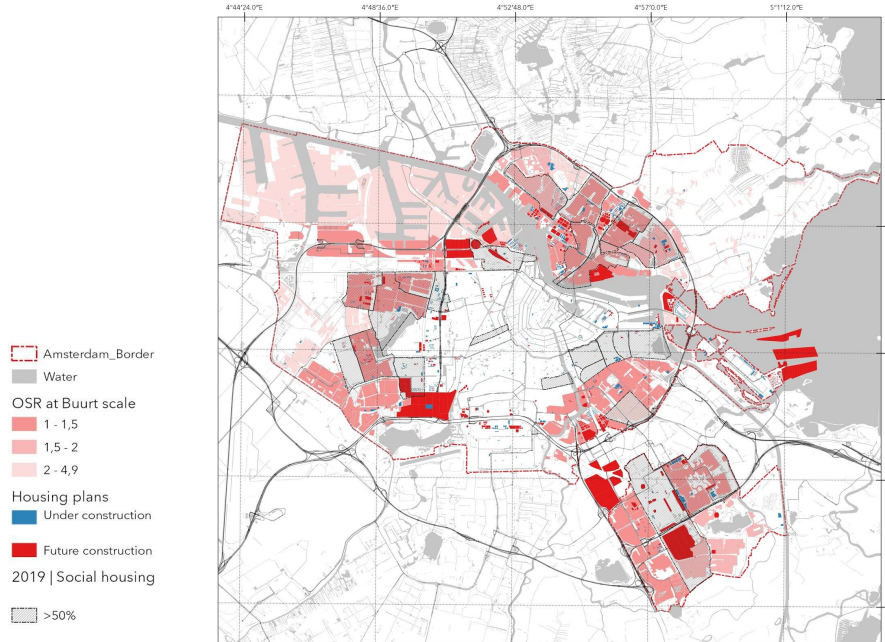 4°44'24.0"E
4°48'36.0"E
4°52'48.0"E
4°57'0.0"E
5°1'12.0"E
Amsterdam_Border
Water
OSR at Buurt scale
1 - 1,5
1,5 - 2
2 - 4,9
Housing plans
Under construction
Future construction
2019 | Social housing
>50%